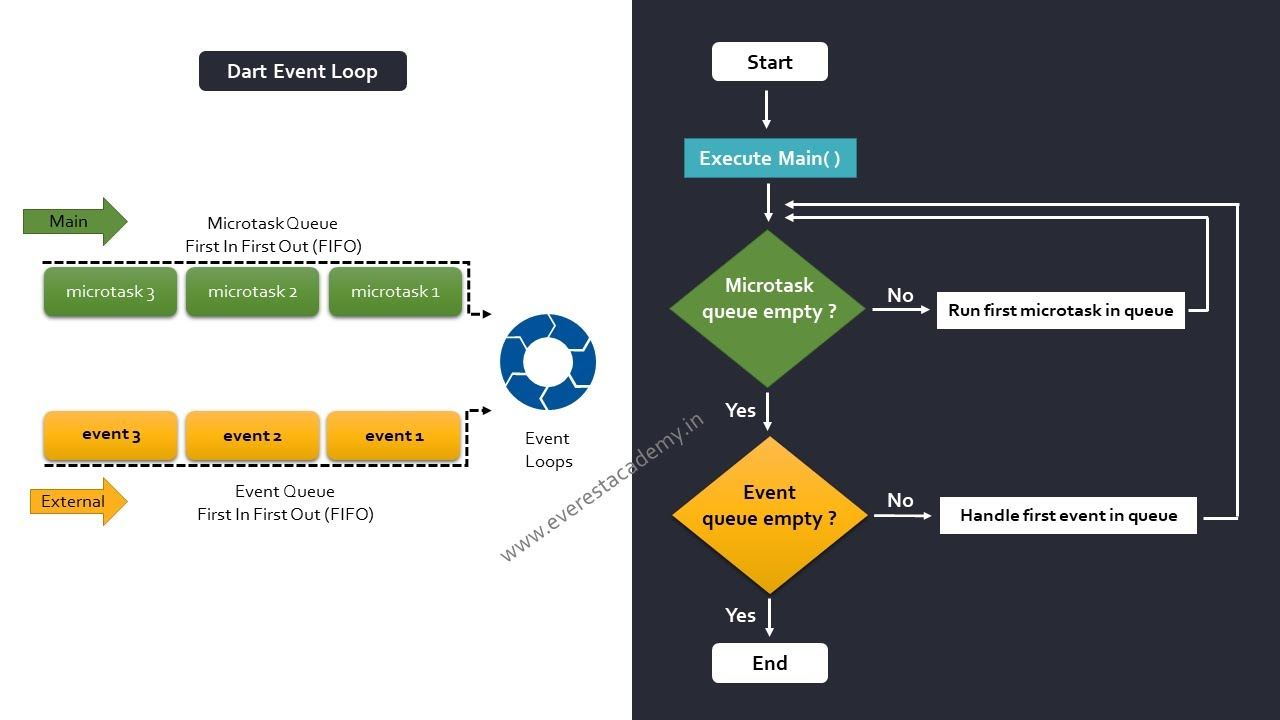 Dart Event Loop
Main
Microtask Queue
First In First Out (FIFO)
microtask 3
microtask 2
microtask 1
event 3
event 2
event 1
Event
Loops
External
Event Queue
First In First Out (FIFO)
www.everestacademy.in
Start
Execute Main( )
Microtask
queue empty ?
No
Run first microtask in queue
Yes
Event
queue empty ?
No
Handle first event in queue
Yes
End